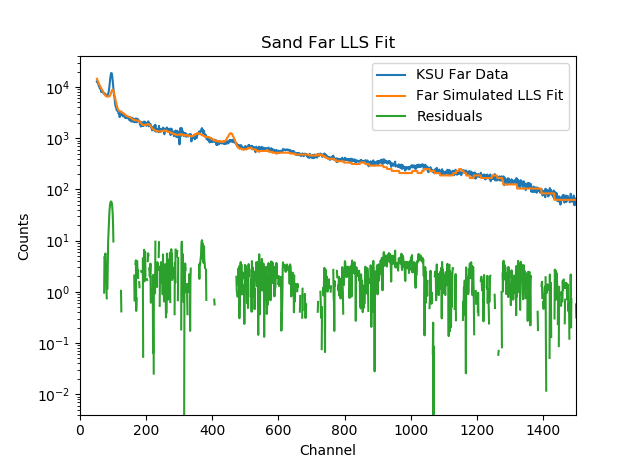 Sand Far LLS Fit
KSU Far Data
Far Simulated LLS Fit
Residuals
Counts
10⁴
10³
10²
10¹
10⁰
10⁻¹
10⁻²
0 200 400 600 800 1000 1200 1400
Channel